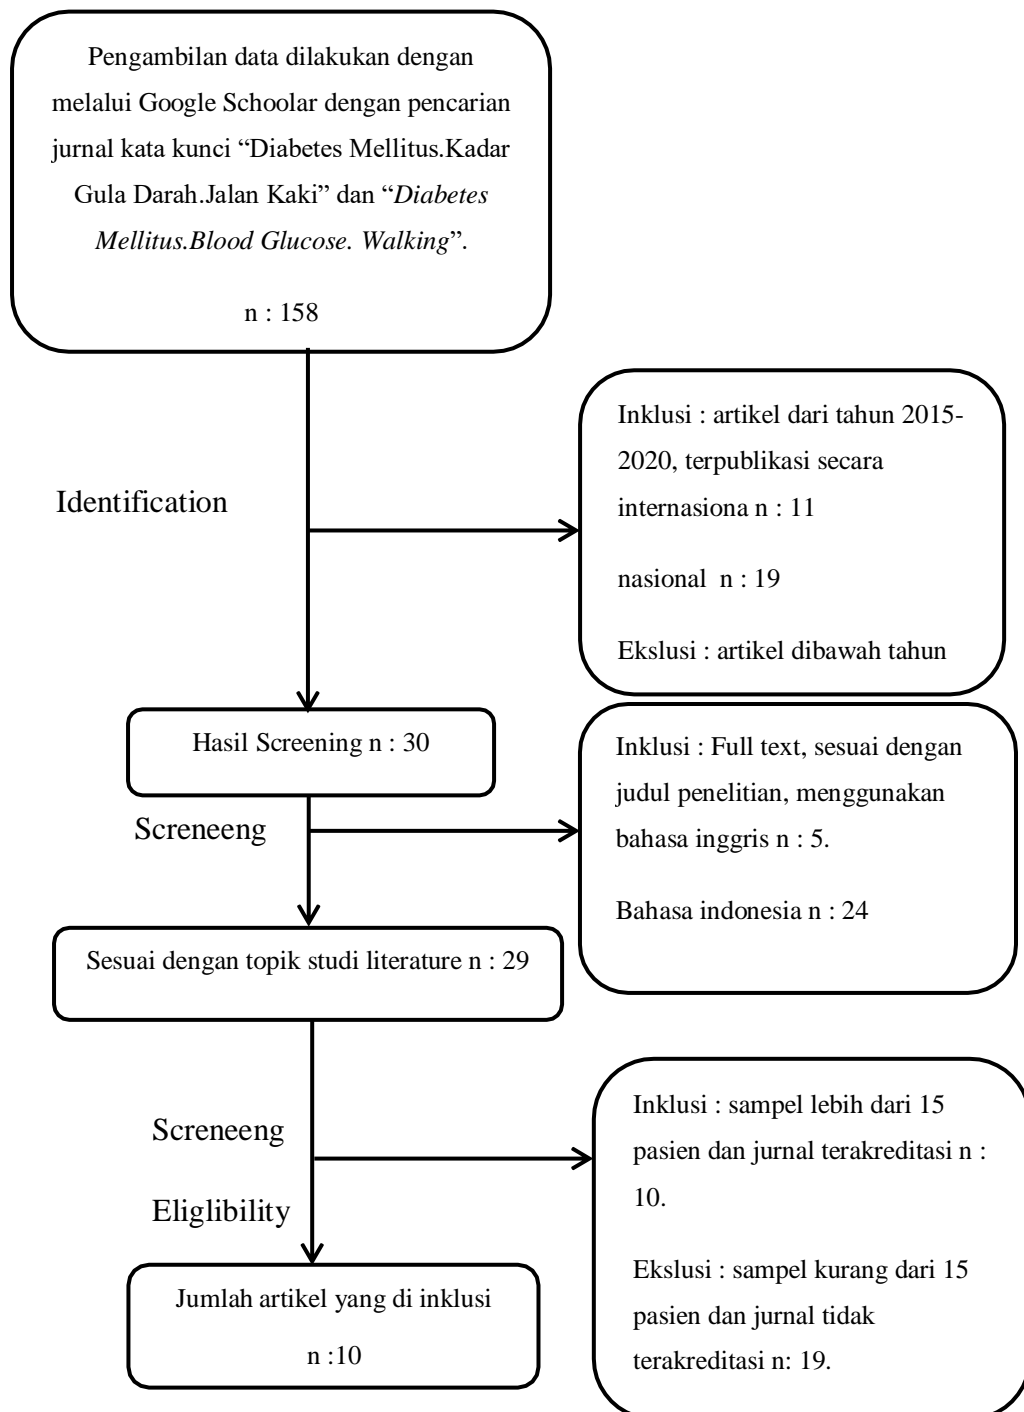 Pengambilan data dilakukan dengan
melalui Google Schoolar dengan pencarian
jurnal kata kunci “Diabetes Mellitus.Kadar
Gula Darah.Jalan Kaki” dan “Diabetes
Mellitus.Blood Glucose. Walking”.
n : 158
Identification
Inklusi : artikel dari tahun 2015-
2020, terpublikasi secara
internasiona n : 11
nasional n : 19
Ekslusi : artikel dibawah tahun
Hasil Screening n : 30
Screneeng
Inklusi : Full text, sesuai dengan
judul penelitian, menggunakan
bahasa inggris n : 5.
Bahasa indonesia n : 24
Sesuai dengan topik studi literature n : 29
Screneeng
Eliglibility
Inklusi : sampel lebih dari 15
pasien dan jurnal terakreditasi n :
10.
Ekslusi : sampel kurang dari 15
pasien dan jurnal tidak
terakreditasi n: 19.
Jumlah artikel yang di inklusi
n :10